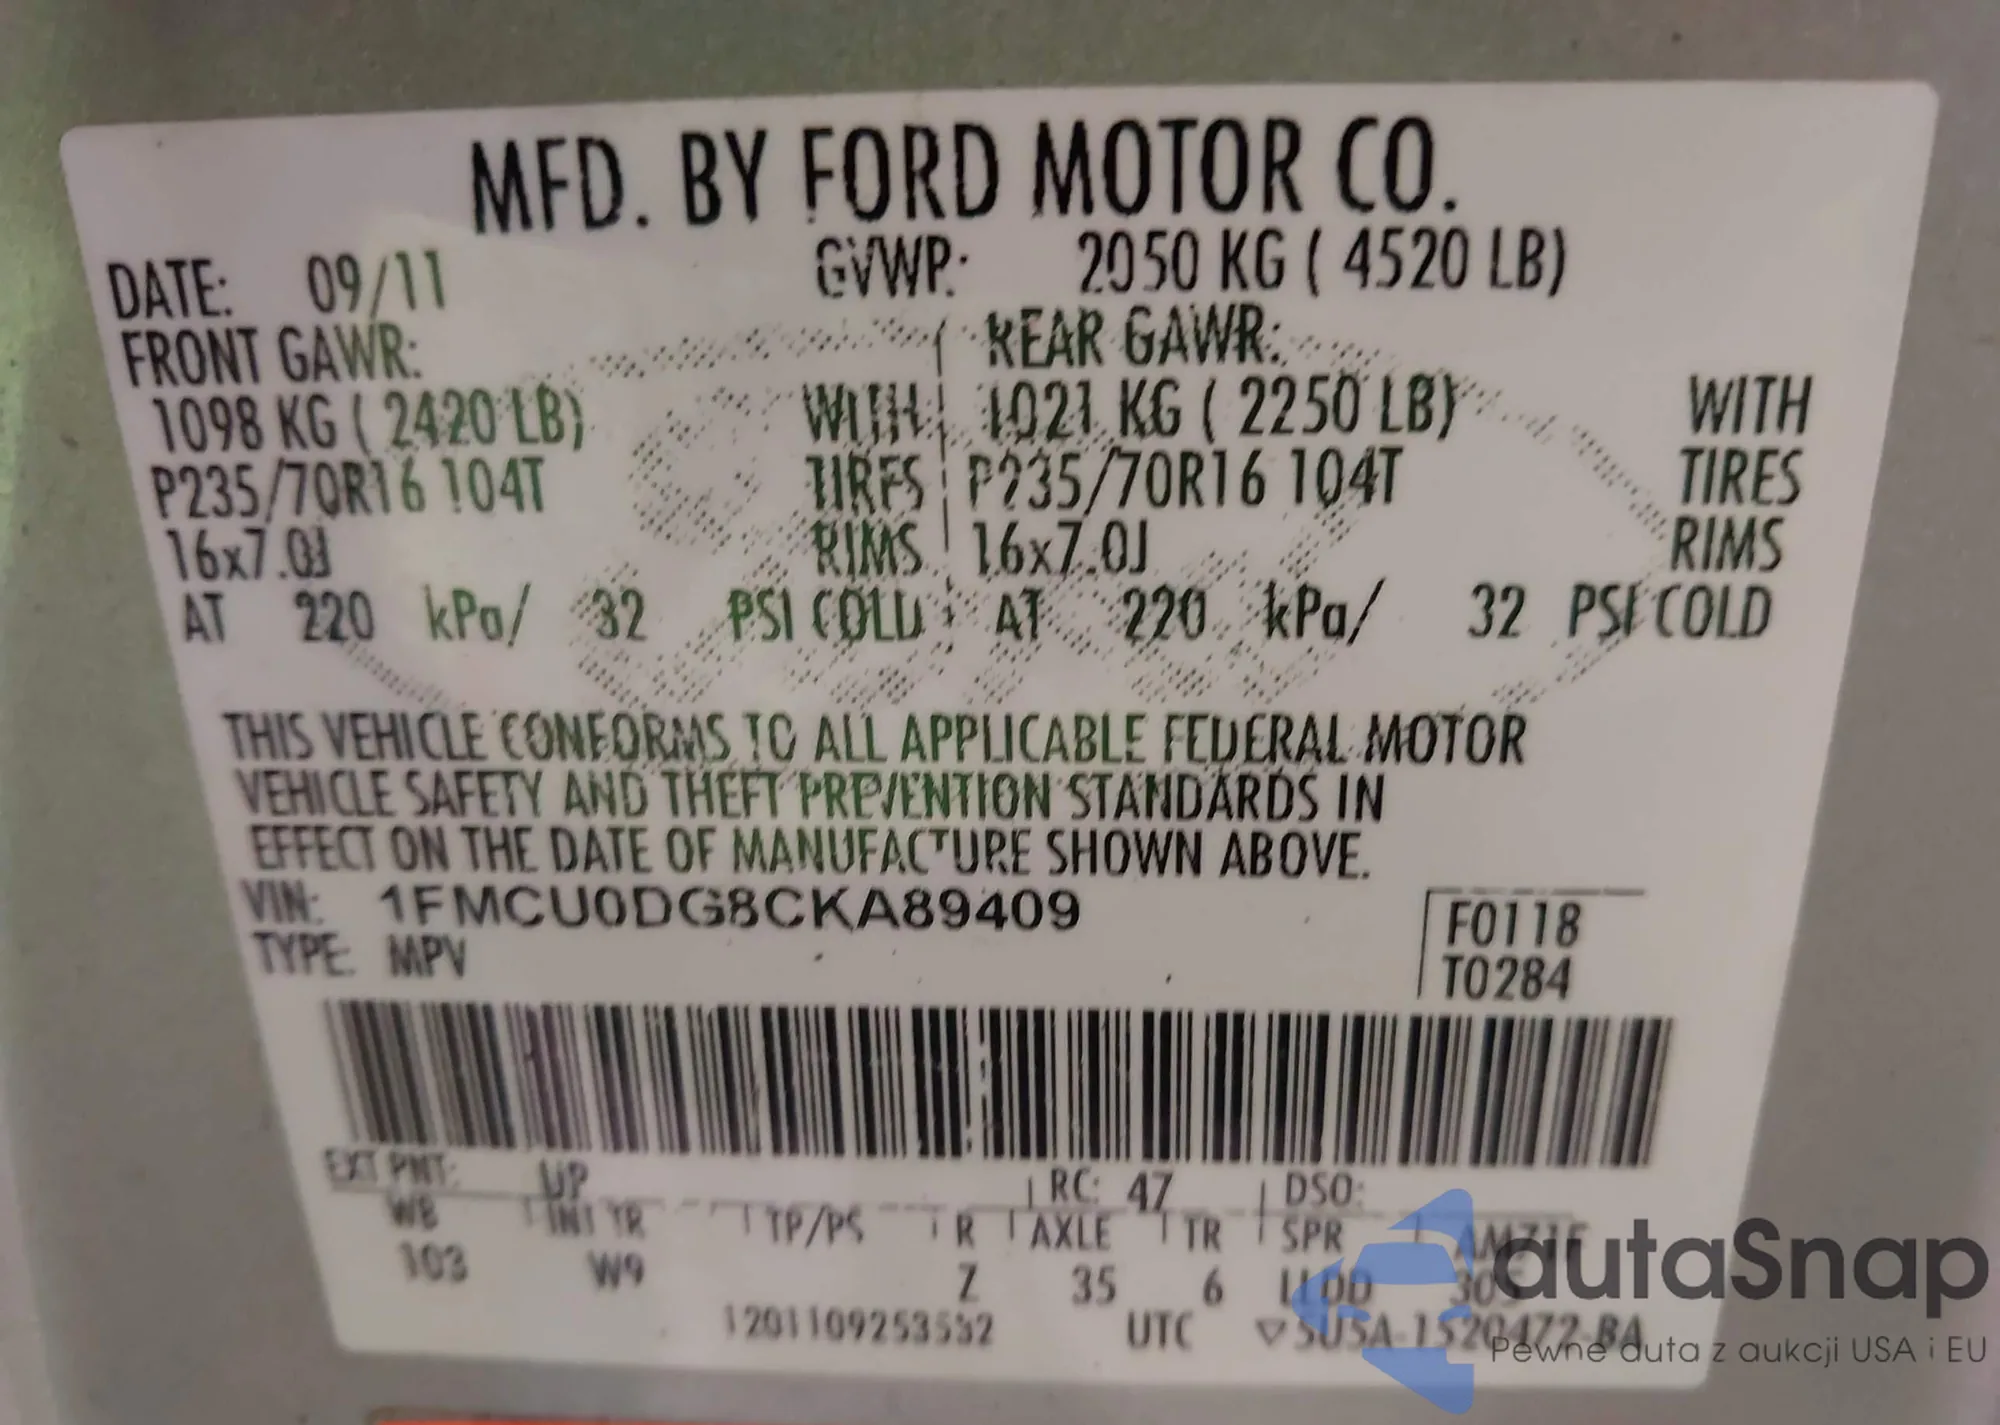 MFD. BY FORD MOTOR CO.
DATE: 09/11 GVWP: 2050 KG ( 4520 LB)
FRONT GAWR: REAR GAWR:
1098 KG ( 2420 LB) WITH 1021 KG ( 2250 LB) WITH
P235/70R16 104T TIRES P235/70R16 104T TIRES
16x7.0J RIMS 16x7.0J RIMS
AT 220 kPa/ 32 PSI COLD AT 220 kPa/ 32 PSI COLD
THIS VEHICLE CONFORMS TO ALL APPLICABLE FEDERAL MOTOR
VEHICLE SAFETY AND THEFT PREVENTION STANDARDS IN
EFFECT ON THE DATE OF MANUFACTURE SHOWN ABOVE.
VIN: 1FMCU0DG8CKA89409
TYPE: MPV
F0118
T0284
EXT PNT: UP RC: 47 DSO:
WB INT TR TP/PS R AXLE TR SPR
103 W9 Z 35 6 305
UTC ▽5USA-1520472-BA
autaSnap
Pewne auta z aukcji USA i EU